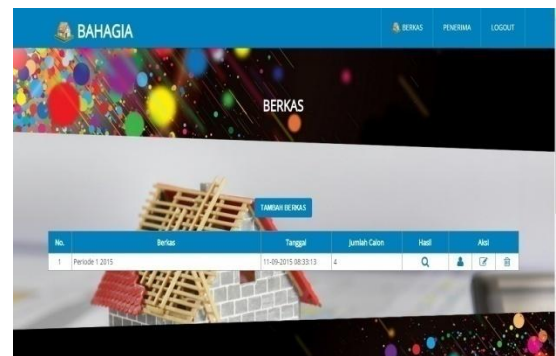 BAHAGIA BERKAS PENERIMA LOGOUT
BERKAS
TAMBAH BERKAS
No. Berkas Tanggal Jumlah Calon Hasil Aksi
1 Periode 1 2015 11-09-2015 08:33:13 4